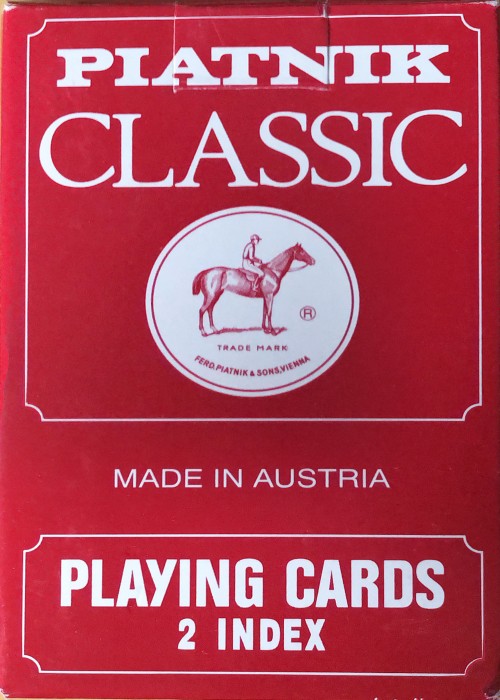 PIATNIK
CLASSIC
®
TRADE MARK
FERD. PIATNIK & SONS, VIENNA
MADE IN AUSTRIA
PLAYING CARDS
2 INDEX